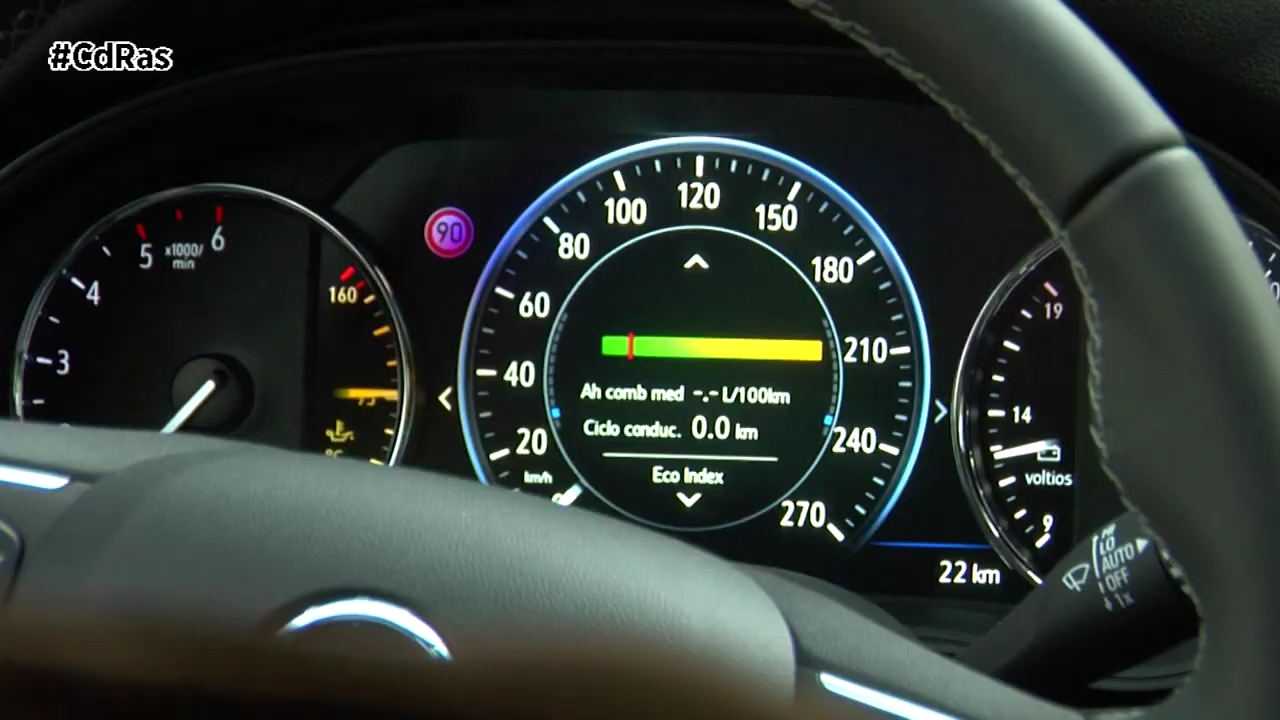 #CdRas
5 x1000/min 6
4
3
160
90
20
40
60
80
100
120
150
180
210
240
270
km/h
Ah comb med -.- L/100km
Ciclo conduc. 0.0 km
Eco Index
19
14
voltios
9
22 km
HI
LO
AUTO
OFF
1x